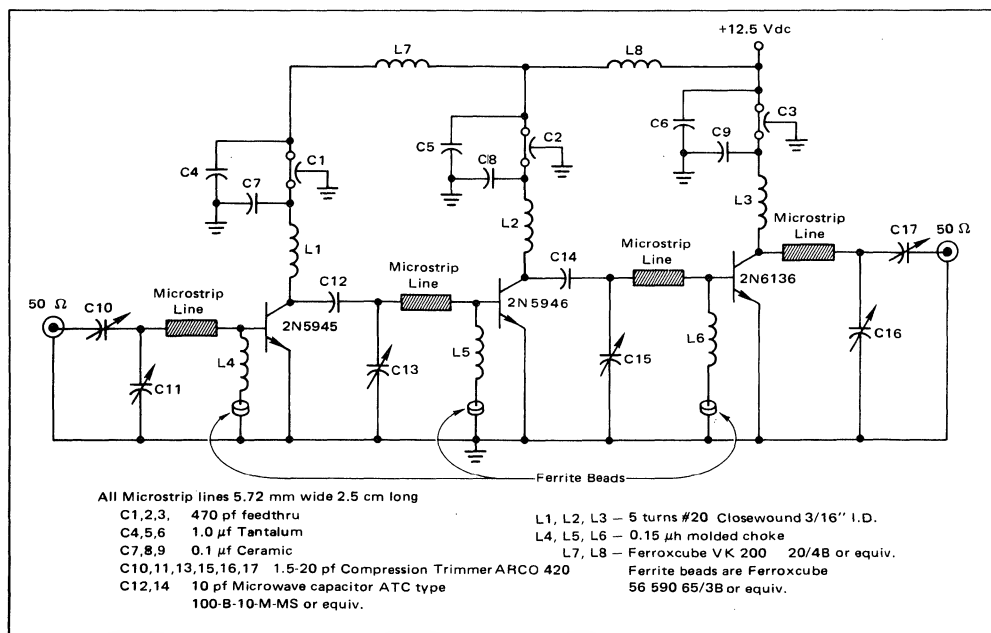 +12.5 Vdc
L7
L8
C4
C7
C1
C5
C8
C2
C6
C9
C3
L1
L2
L3
Microstrip
Line
C17
50 Ω
C12
Microstrip
Line
C14
Microstrip
Line
2N6136
50 Ω
C10
Microstrip
Line
2N5945
2N5946
L4
L5
L6
C11
C13
C15
C16
Ferrite Beads
All Microstrip lines 5.72 mm wide 2.5 cm long
C1,2,3, 470 pf feedthru
C4,5,6 1.0 μf Tantalum
C7,8,9 0.1 μf Ceramic
C10,11,13,15,16,17 1.5-20 pf Compression Trimmer ARCO 420
C12,14 10 pf Microwave capacitor ATC type
100-B-10-M-MS or equiv.
L1, L2, L3 – 5 turns #20 Closewound 3/16" I.D.
L4, L5, L6 – 0.15 μh molded choke
L7, L8 – Ferroxcube VK 200 20/4B or equiv.
Ferrite beads are Ferroxcube
56 590 65/3B or equiv.